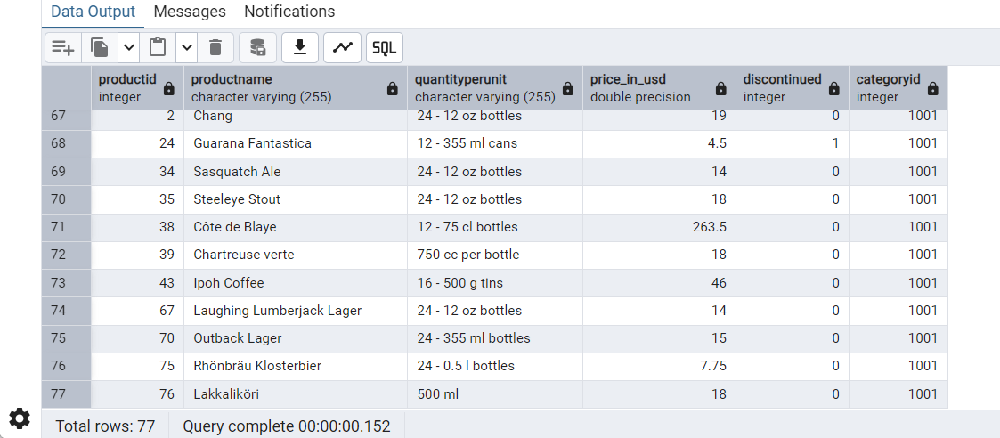 Data Output Messages Notifications
SQL
productid productname quantityperunit price_in_usd discontinued categoryid
integer character varying (255) character varying (255) double precision integer integer
67 2 Chang 24 - 12 oz bottles 19 0 1001
68 24 Guarana Fantastica 12 - 355 ml cans 4.5 1 1001
69 34 Sasquatch Ale 24 - 12 oz bottles 14 0 1001
70 35 Steeleye Stout 24 - 12 oz bottles 18 0 1001
71 38 Côte de Blaye 12 - 75 cl bottles 263.5 0 1001
72 39 Chartreuse verte 750 cc per bottle 18 0 1001
73 43 Ipoh Coffee 16 - 500 g tins 46 0 1001
74 67 Laughing Lumberjack Lager 24 - 12 oz bottles 14 0 1001
75 70 Outback Lager 24 - 355 ml bottles 15 0 1001
76 75 Rhönbräu Klosterbier 24 - 0.5 l bottles 7.75 0 1001
77 76 Lakkaliköri 500 ml 18 0 1001
Total rows: 77 Query complete 00:00:00.152